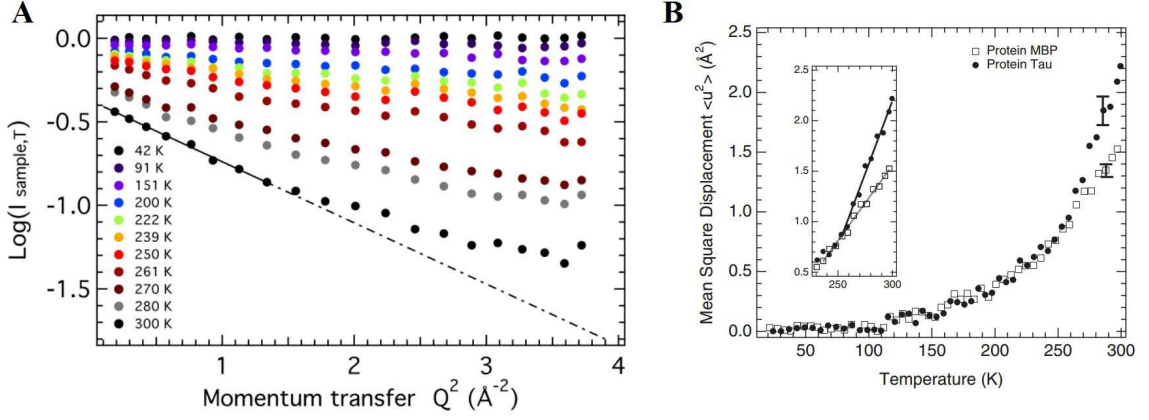 A
Log(I sample,T)
0.0
-0.5
-1.0
-1.5
42 K
91 K
151 K
200 K
222 K
239 K
250 K
261 K
270 K
280 K
300 K
0
1
2
3
4
Momentum transfer Q² (Å⁻²)
B
Mean Square Displacement <u²> (Å²)
2.5
2.0
1.5
1.0
0.5
0.0
Protein MBP
Protein Tau
2.5
2.0
1.5
1.0
0.5
250
300
50
100
150
200
250
300
Temperature (K)